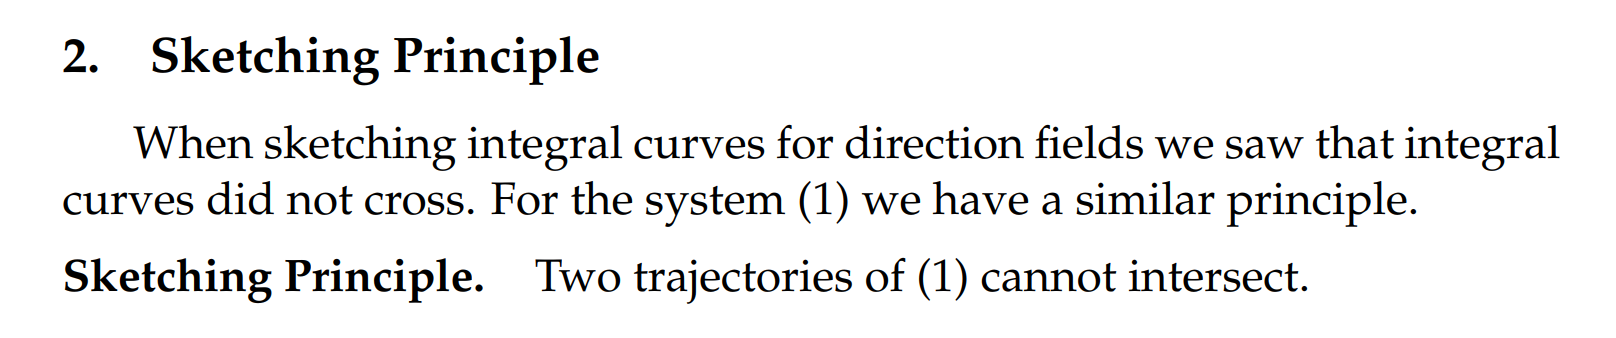 2. Sketching Principle
When sketching integral curves for direction fields we saw that integral
curves did not cross. For the system (1) we have a similar principle.
Sketching Principle. Two trajectories of (1) cannot intersect.